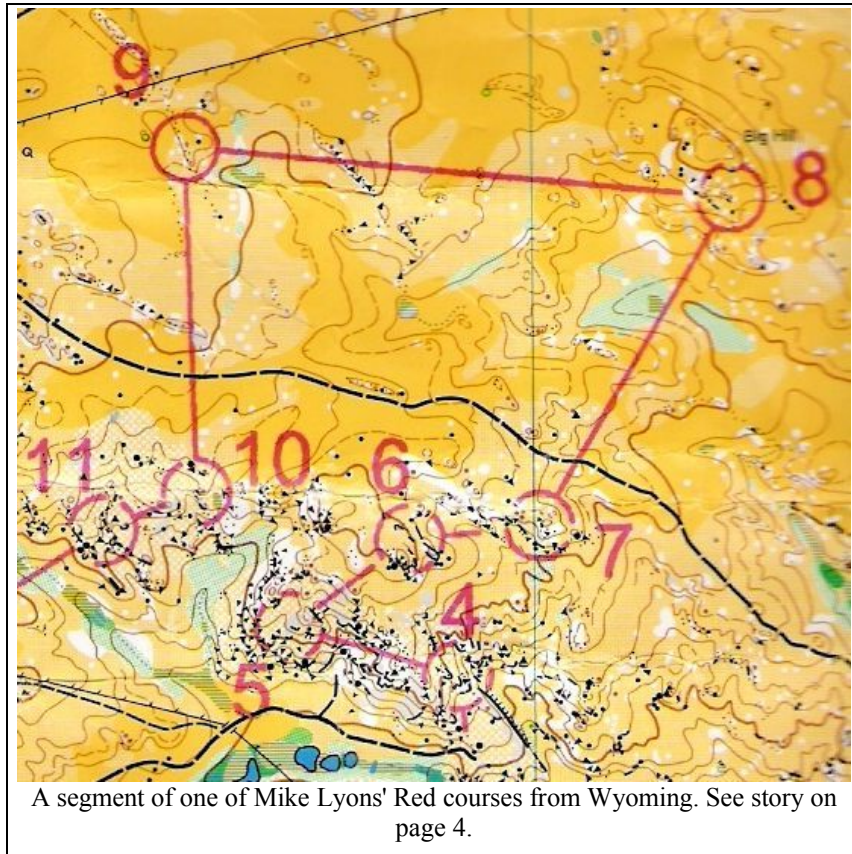 9
Big Hill
8
11
10
6
7
4
5
A segment of one of Mike Lyons' Red courses from Wyoming. See story on
page 4.